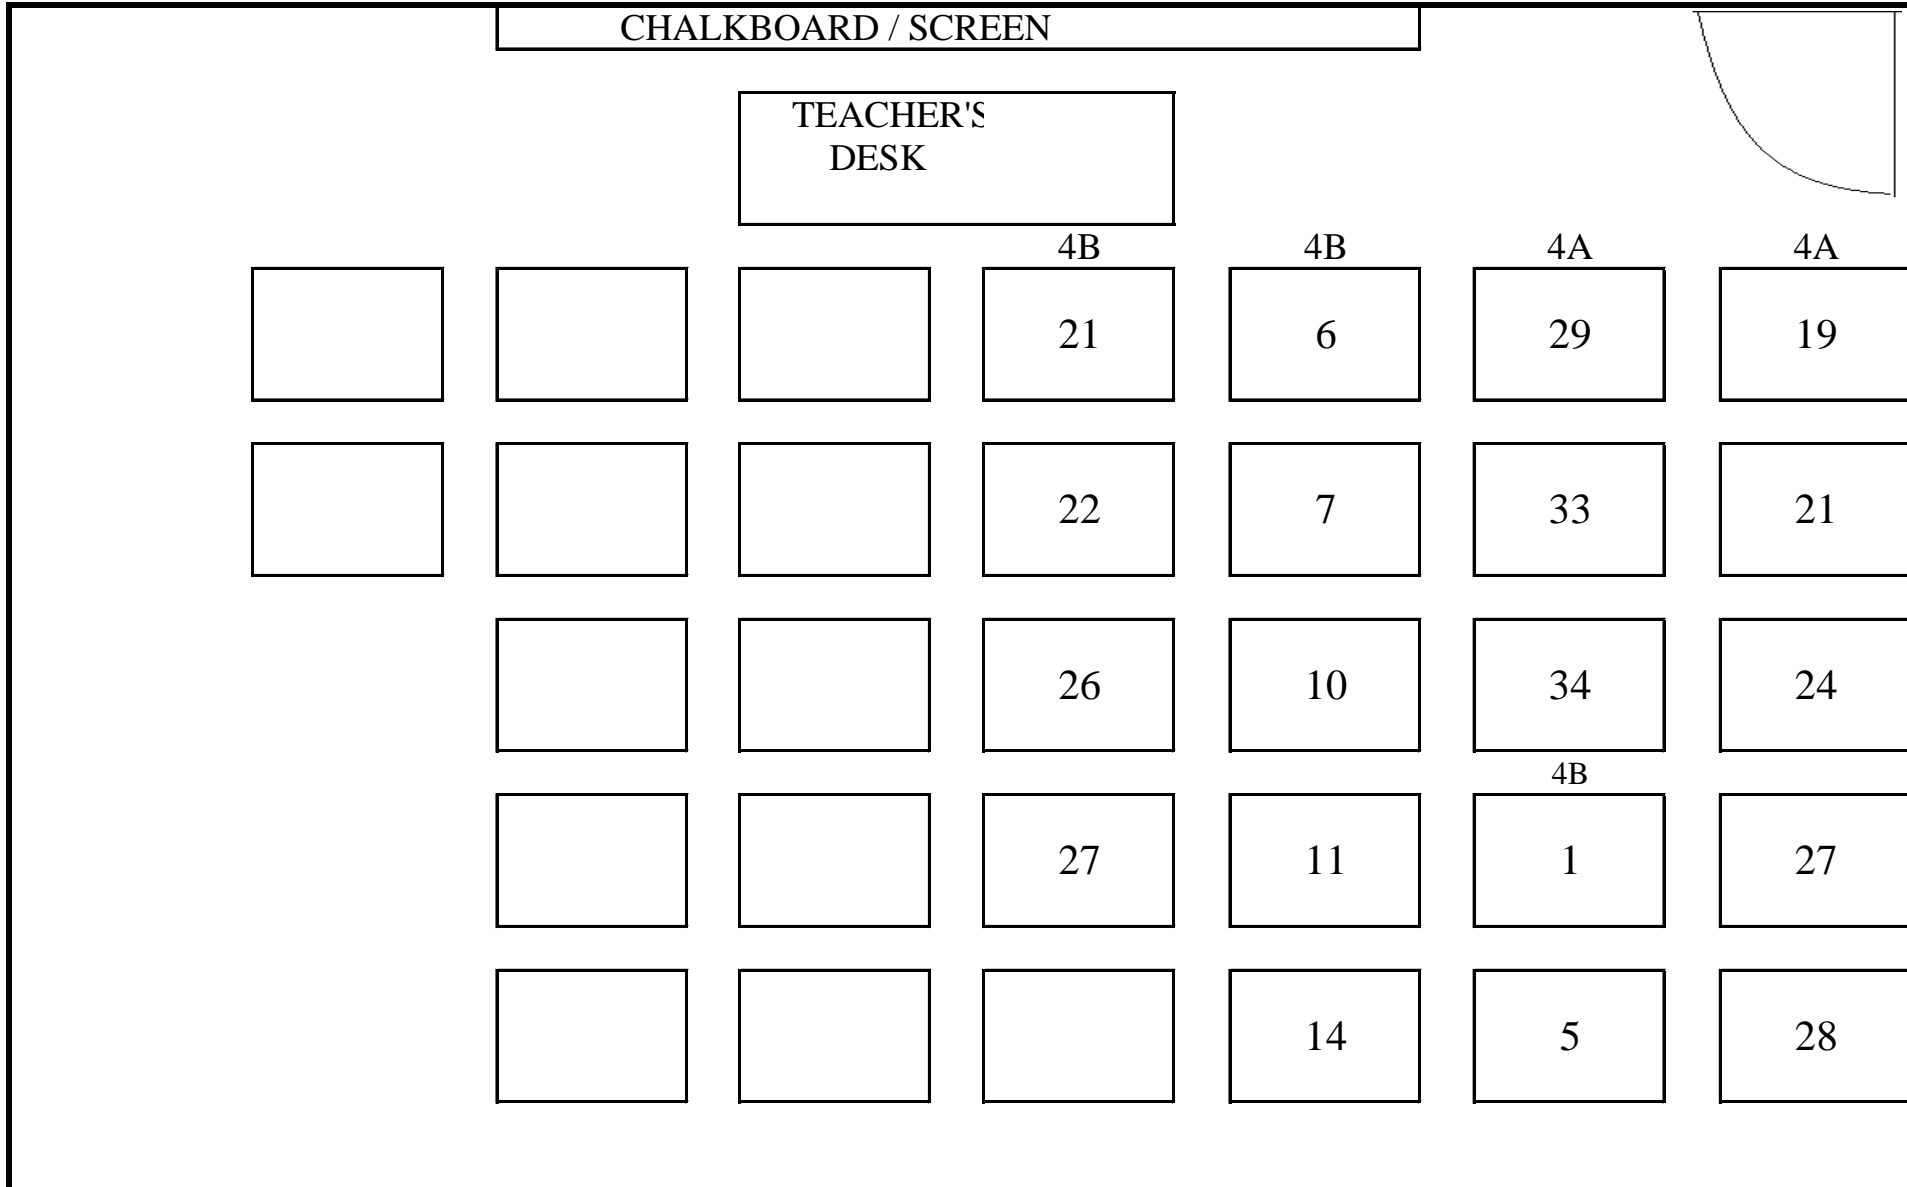 CHALKBOARD / SCREEN
TEACHER'S
DESK
4B 4B 4A 4A
21 6 29 19
22 7 33 21
26 10 34 24
4B
27 11 1 27
14 5 28